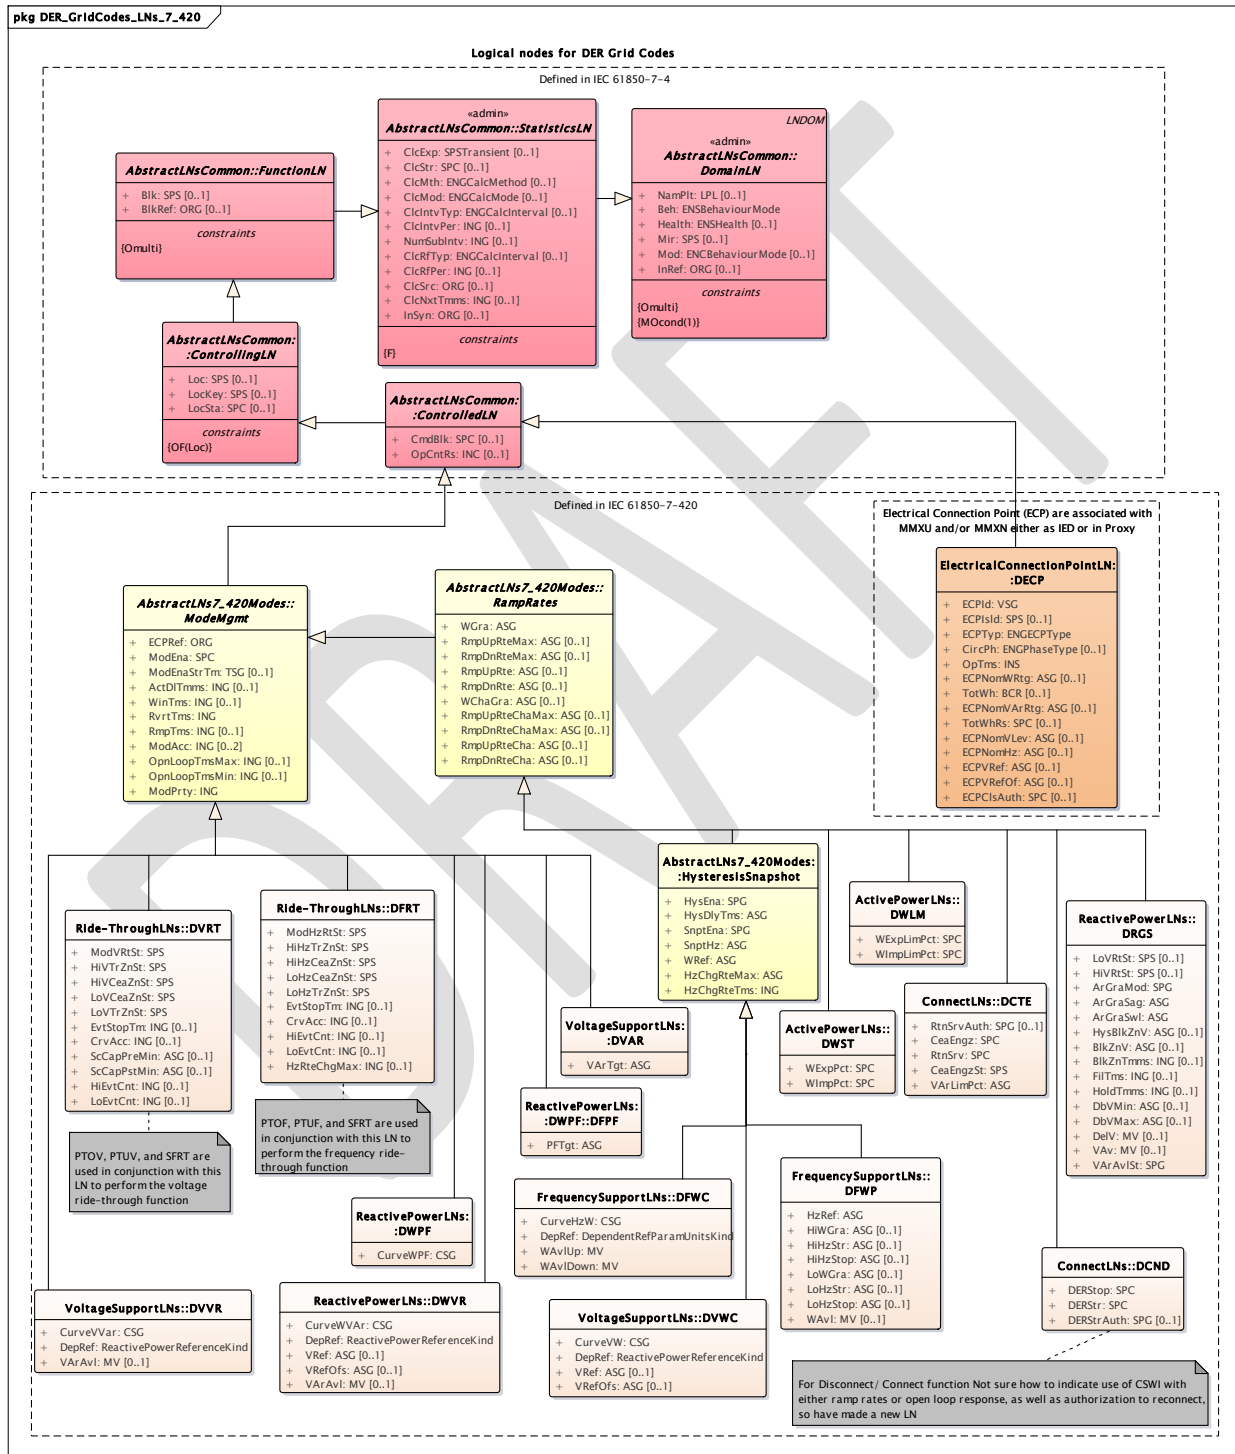 pkg DER_GridCodes_LNs_7_420
Logical nodes for DER Grid Codes
Defined in IEC 61850-7-4
«admin»
AbstractLNsCommon::StatisticsLN
+ ClcExp: SPSTransient [0..1]
+ ClcStr: SPC [0..1]
+ ClcMth: ENGCalcMethod [0..1]
+ ClcMod: ENGCalcMode [0..1]
+ ClcIntvTyp: ENGCalcInterval [0..1]
+ ClcIntvPer: ING [0..1]
+ NumSubIntv: ING [0..1]
+ ClcRfTyp: ENGCalcInterval [0..1]
+ ClcRfPer: ING [0..1]
+ ClcSrc: ORG [0..1]
+ ClcNxtTmms: ING [0..1]
+ InSyn: ORG [0..1]
constraints
{F}
LNDOM
«admin»
AbstractLNsCommon::
DomainLN
+ NamPlt: LPL [0..1]
+ Beh: ENSBehaviourMode
+ Health: ENSHealth [0..1]
+ Mir: SPS [0..1]
+ Mod: ENCBehaviourMode [0..1]
+ InRef: ORG [0..1]
constraints
{Omulti}
{MOcond(1)}
AbstractLNsCommon::FunctionLN
+ Blk: SPS [0..1]
+ BlkRef: ORG [0..1]
constraints
{Omulti}
AbstractLNsCommon:
:ControllingLN
+ Loc: SPS [0..1]
+ LocKey: SPS [0..1]
+ LocSta: SPC [0..1]
constraints
{OF(Loc)}
AbstractLNsCommon:
:ControlledLN
+ CmdBlk: SPC [0..1]
+ OpCntRs: INC [0..1]
Defined in IEC 61850-7-420
Electrical Connection Point (ECP) are associated with
MMXU and/or MMXN either as IED or in Proxy
ElectricalConnectionPointLN:
:DECP
+ ECPId: VSG
+ ECPIsId: SPS [0..1]
+ ECPTyp: ENGECPType
+ CircPh: ENGPhaseType [0..1]
+ OpTms: INS
+ ECPNomWRtg: ASG [0..1]
+ TotWh: BCR [0..1]
+ ECPNomVArRtg: ASG [0..1]
+ TotWhRs: SPC [0..1]
+ ECPNomVLev: ASG [0..1]
+ ECPNomHz: ASG [0..1]
+ ECPVRef: ASG [0..1]
+ ECPVRefOf: ASG [0..1]
+ ECPClsAuth: SPC [0..1]
AbstractLNs7_420Modes::
ModeMgmt
+ ECPRef: ORG
+ ModEna: SPC
+ ModEnaStrTm: TSG [0..1]
+ ActDlTmms: ING [0..1]
+ WinTms: ING [0..1]
+ RvrtTms: ING
+ RmpTms: ING [0..1]
+ ModAcc: ING [0..2]
+ OpnLoopTmsMax: ING [0..1]
+ OpnLoopTmsMin: ING [0..1]
+ ModPrty: ING
AbstractLNs7_420Modes::
RampRates
+ WGra: ASG
+ RmpUpRteMax: ASG [0..1]
+ RmpDnRteMax: ASG [0..1]
+ RmpUpRte: ASG [0..1]
+ RmpDnRte: ASG [0..1]
+ WChaGra: ASG [0..1]
+ RmpUpRteChaMax: ASG [0..1]
+ RmpDnRteChaMax: ASG [0..1]
+ RmpUpRteCha: ASG [0..1]
+ RmpDnRteCha: ASG [0..1]
Ride-ThroughLNs::DVRT
+ ModVRtSt: SPS
+ HiVTrZnSt: SPS
+ HiVCeaZnSt: SPS
+ LoVCeaZnSt: SPS
+ LoVTrZnSt: SPS
+ EvtStopTm: ING [0..1]
+ CrvAcc: ING [0..1]
+ ScCapPreMin: ASG [0..1]
+ ScCapPstMin: ASG [0..1]
+ HiEvtCnt: ING [0..1]
+ LoEvtCnt: ING [0..1]
PTOV, PTUV, and SFRT are
used in conjunction with this
LN to perform the voltage
ride-through function
Ride-ThroughLNs::DFRT
+ ModHzRtSt: SPS
+ HiHzTrZnSt: SPS
+ HiHzCeaZnSt: SPS
+ LoHzCeaZnSt: SPS
+ LoHzTrZnSt: SPS
+ EvtStopTm: ING [0..1]
+ CrvAcc: ING [0..1]
+ HiEvtCnt: ING [0..1]
+ LoEvtCnt: ING [0..1]
+ HzRteChgMax: ING [0..1]
PTOF, PTUF, and SFRT are used
in conjunction with this LN to
perform the frequency ride-
through function
AbstractLNs7_420Modes:
:HysteresisSnapshot
+ HysEna: SPG
+ HysDlyTms: ASG
+ SnptEna: SPG
+ SnptHz: ASG
+ WRef: ASG
+ HzChgRteMax: ASG
+ HzChgRteTms: ING
ActivePowerLNs::
DWLM
+ WExpLimPct: SPC
+ WImpLimPct: SPC
ReactivePowerLNs::
DRGS
+ LoVRtSt: SPS [0..1]
+ HiVRtSt: SPS [0..1]
+ ArGraMod: SPG
+ ArGraSag: ASG
+ ArGraSwl: ASG
+ HysBlkZnV: ASG [0..1]
+ BlkZnV: ASG [0..1]
+ BlkZnTmms: ING [0..1]
+ FilTms: ING [0..1]
+ HoldTmms: ING [0..1]
+ DbVMin: ASG [0..1]
+ DbVMax: ASG [0..1]
+ DelV: MV [0..1]
+ VAv: MV [0..1]
+ VArAvlSt: SPG
ConnectLNs::DCTE
+ RtnSrvAuth: SPG [0..1]
+ CeaEngz: SPC
+ RtnSrv: SPC
+ CeaEngzSt: SPS
+ VArLimPct: ASG
VoltageSupportLNs:
:DVAR
+ VArTgt: ASG
ActivePowerLNs::
DWST
+ WExpPct: SPC
+ WImpPct: SPC
ReactivePowerLNs:
:DWPF::DFPF
+ PFTgt: ASG
ReactivePowerLNs:
:DWPF
+ CurveWPF: CSG
FrequencySupportLNs::DFWC
+ CurveHzW: CSG
+ DepRef: DependentRefParamUnitsKind
+ WAvlUp: MV
+ WAvlDown: MV
FrequencySupportLNs::
DFWP
+ HzRef: ASG
+ HiWGra: ASG [0..1]
+ HiHzStr: ASG [0..1]
+ HiHzStop: ASG [0..1]
+ LoWGra: ASG [0..1]
+ LoHzStr: ASG [0..1]
+ LoHzStop: ASG [0..1]
+ WAvl: MV [0..1]
ConnectLNs::DCND
+ DERStop: SPC
+ DERStr: SPC
+ DERStrAuth: SPG [0..1]
VoltageSupportLNs::DVVR
+ CurveVVar: CSG
+ DepRef: ReactivePowerReferenceKind
+ VArAvl: MV [0..1]
ReactivePowerLNs::DWVR
+ CurveWVAr: CSG
+ DepRef: ReactivePowerReferenceKind
+ VRef: ASG [0..1]
+ VRefOfs: ASG [0..1]
+ VArAvl: MV [0..1]
VoltageSupportLNs::DVWC
+ CurveVW: CSG
+ DepRef: ReactivePowerReferenceKind
+ VRef: ASG [0..1]
+ VRefOfs: ASG [0..1]
For Disconnect/ Connect function Not sure how to indicate use of CSWI with
either ramp rates or open loop response, as well as authorization to reconnect,
so have made a new LN
DRAFT